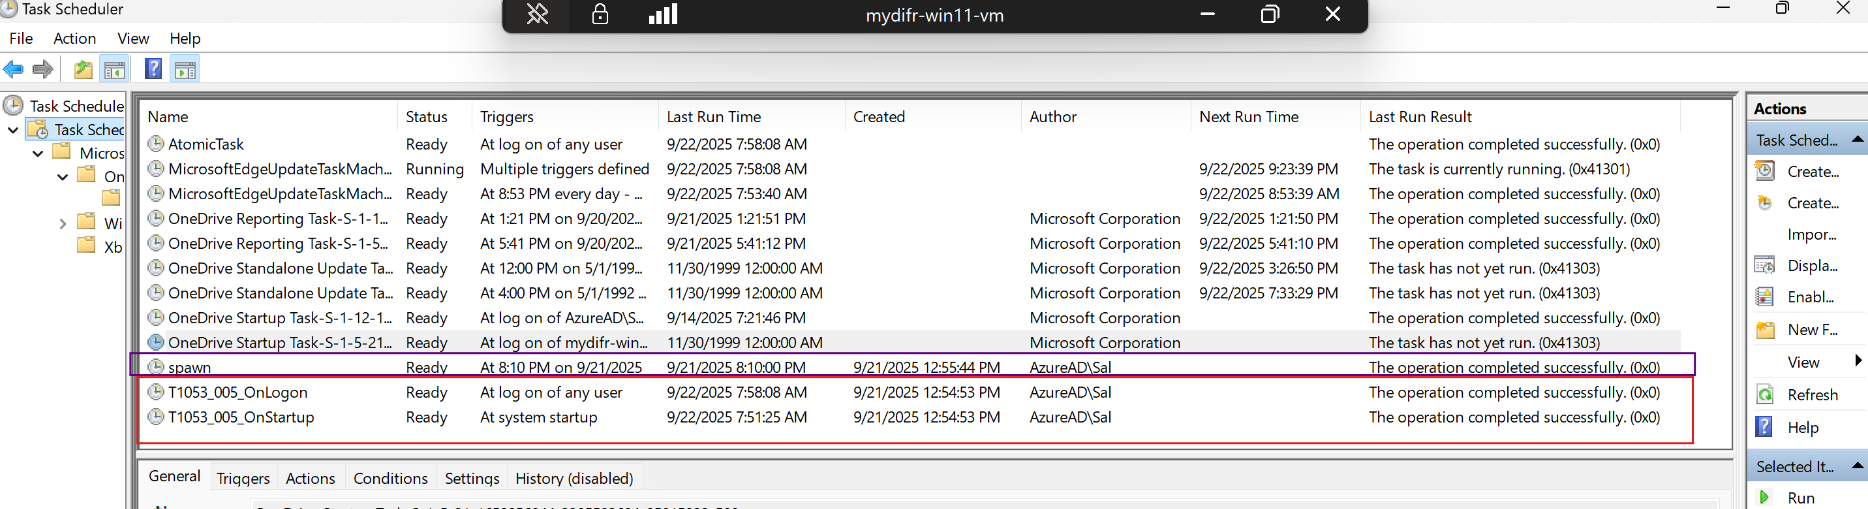 Task Scheduler
mydifr-win11-vm
File Action View Help
Task Schedule
Task Sched
Micros
On
Wi
Xb
Name Status Triggers Last Run Time Created Author Next Run Time Last Run Result
AtomicTask Ready At log on of any user 9/22/2025 7:58:08 AM The operation completed successfully. (0x0)
MicrosoftEdgeUpdateTaskMach... Running Multiple triggers defined 9/22/2025 7:58:08 AM 9/22/2025 9:23:39 PM The task is currently running. (0x41301)
MicrosoftEdgeUpdateTaskMach... Ready At 8:53 PM every day - ... 9/22/2025 7:53:40 AM 9/22/2025 8:53:39 AM The operation completed successfully. (0x0)
OneDrive Reporting Task-S-1-1... Ready At 1:21 PM on 9/20/202... 9/21/2025 1:21:51 PM Microsoft Corporation 9/22/2025 1:21:50 PM The operation completed successfully. (0x0)
OneDrive Reporting Task-S-1-5... Ready At 5:41 PM on 9/20/202... 9/21/2025 5:41:12 PM Microsoft Corporation 9/22/2025 5:41:10 PM The operation completed successfully. (0x0)
OneDrive Standalone Update Ta... Ready At 12:00 PM on 5/1/199... 11/30/1999 12:00:00 AM Microsoft Corporation 9/22/2025 3:26:50 PM The task has not yet run. (0x41303)
OneDrive Standalone Update Ta... Ready At 4:00 PM on 5/1/1992 ... 11/30/1999 12:00:00 AM Microsoft Corporation 9/22/2025 7:33:29 PM The task has not yet run. (0x41303)
OneDrive Startup Task-S-1-12-1... Ready At log on of AzureAD\S... 9/14/2025 7:21:46 PM Microsoft Corporation The operation completed successfully. (0x0)
OneDrive Startup Task-S-1-5-21... Ready At log on of mydifr-win... 11/30/1999 12:00:00 AM Microsoft Corporation The task has not yet run. (0x41303)
spawn Ready At 8:10 PM on 9/21/2025 9/21/2025 8:10:00 PM 9/21/2025 12:55:44 PM AzureAD\Sal The operation completed successfully. (0x0)
T1053_005_OnLogon Ready At log on of any user 9/22/2025 7:58:08 AM 9/21/2025 12:54:53 PM AzureAD\Sal The operation completed successfully. (0x0)
T1053_005_OnStartup Ready At system startup 9/22/2025 7:51:25 AM 9/21/2025 12:54:53 PM AzureAD\Sal The operation completed successfully. (0x0)
General Triggers Actions Conditions Settings History (disabled)
Actions
Task Sched...
Create...
Create...
Impor...
Displa...
Enabl...
New F...
View
Refresh
Help
Selected It...
Run